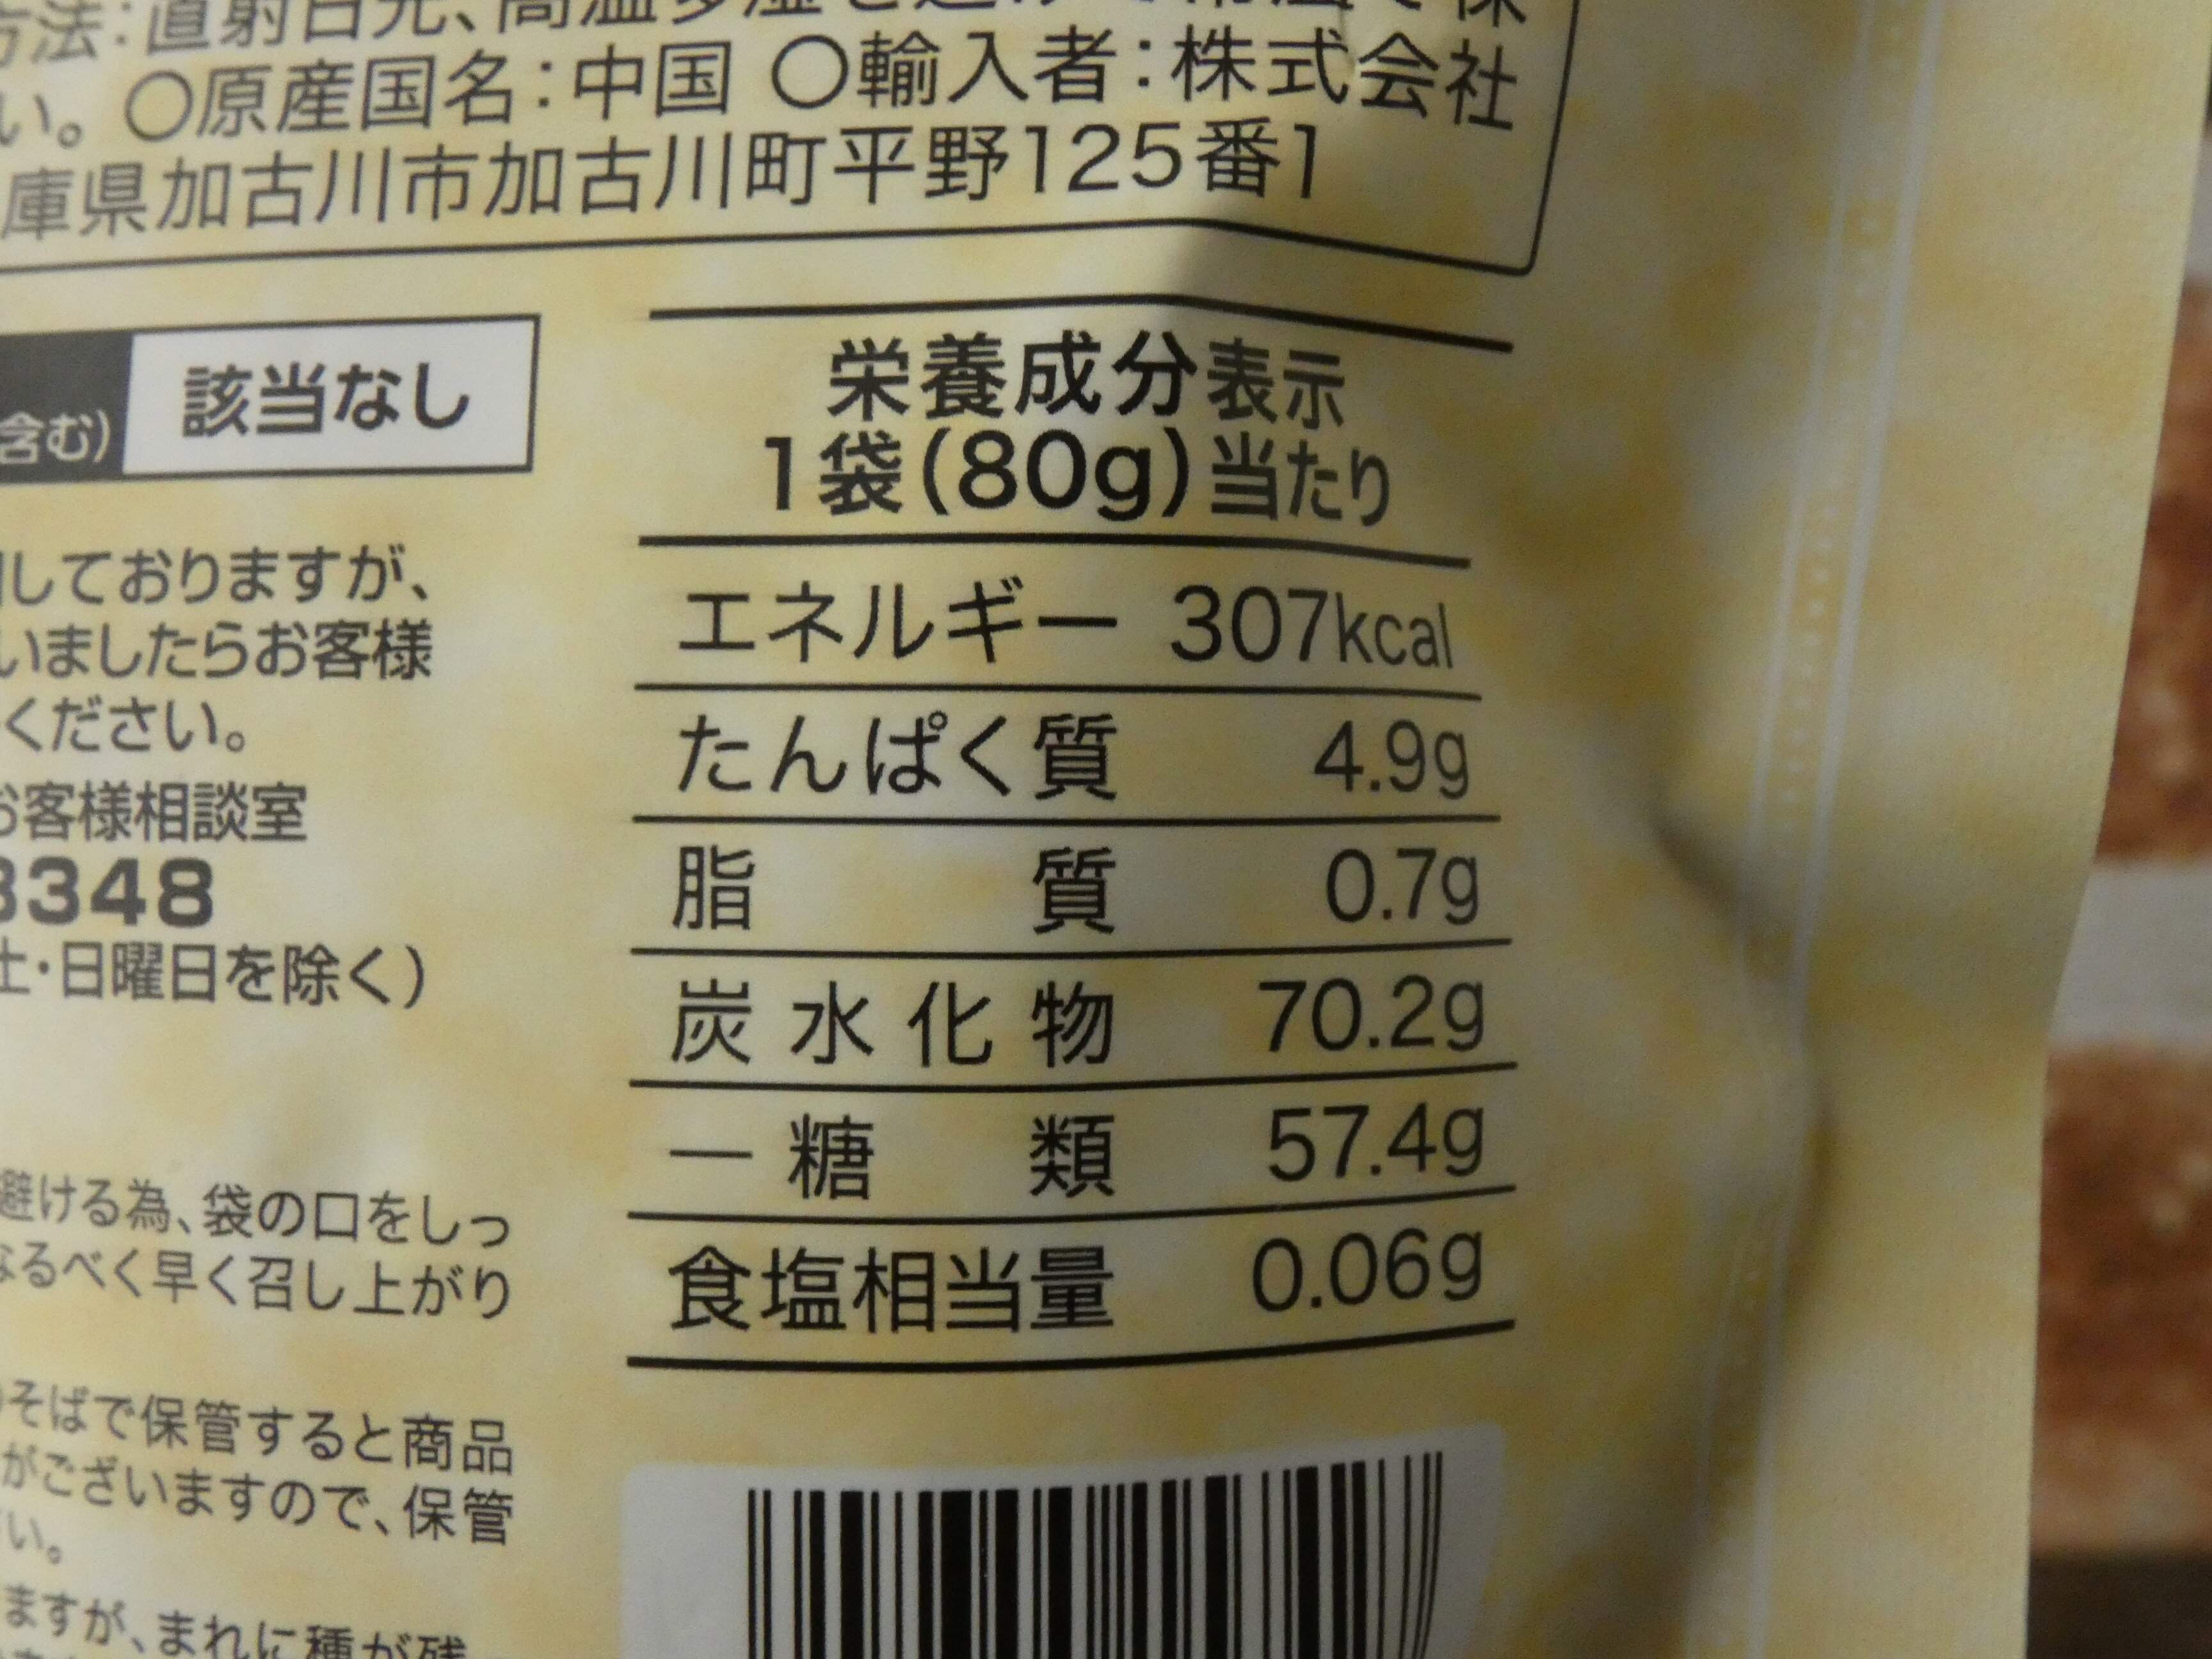 方法:直射日光、高温多湿を避けて常温で保
い。〇原産国名:中国 〇輸入者:株式会社
庫県加古川市加古川町平野125番1
含む) 該当なし
しておりますが、
いましたらお客様
ください。
お客様相談室
3348
土・日曜日を除く)
避ける為、袋の口をしっ
なるべく早く召し上がり
そばで保管すると商品
がございますので、保管
い。
ますが、まれに種が残
栄養成分表示
1袋(80g)当たり
エネルギー 307kcal
たんぱく質 4.9g
脂質 0.7g
炭水化物 70.2g
―糖類 57.4g
食塩相当量 0.06g